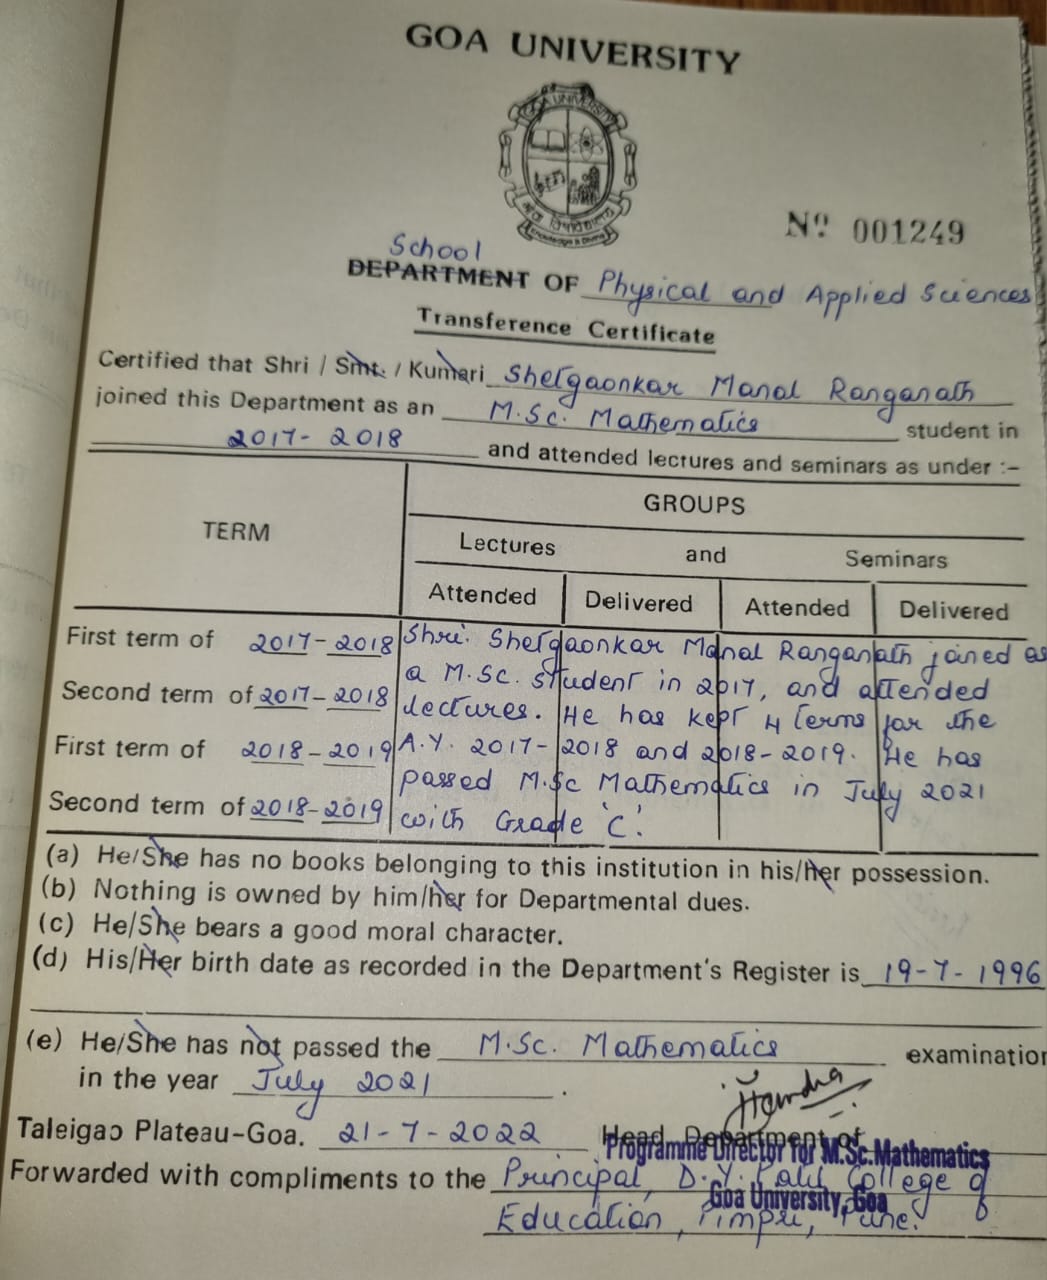 GOA UNIVERSITY
GOA UNIVERSITY
गोंय विद्यापीठ
Knowledge is Divine
Nº 001249
School
DEPARTMENT OF Physical and Applied Sciences
Transference Certificate
Certified that Shri / Smt. / Kumari Shetgaonkar Manal Ranganath
joined this Department as an M.Sc. Mathematics student in
2017-2018 and attended lectures and seminars as under :-
GROUPS
TERM
Lectures and Seminars
Attended Delivered Attended Delivered
First term of 2017-2018 Shri. Shetgaonkar Manal Ranganath joined as
Second term of 2017-2018 a M.Sc. student in 2017, and attended
lectures. He has kept 4 terms for the
First term of 2018-2019 A.Y. 2017-2018 and 2018-2019. He has
passed M.Sc Mathematics in July 2021
Second term of 2018-2019 with Grade 'C'.
(a) He/She has no books belonging to this institution in his/her possession.
(b) Nothing is owned by him/her for Departmental dues.
(c) He/She bears a good moral character.
(d) His/Her birth date as recorded in the Department's Register is 19-7-1996
(e) He/She has not passed the M.Sc. Mathematics examination
in the year July 2021.
Taleigao Plateau-Goa. 21-7-2022 Head, Department of
Programme Director for M.Sc. Mathematics
Forwarded with compliments to the Principal, D.Y. Patil College of
Goa University, Goa
Education, Pimpri, Pune.